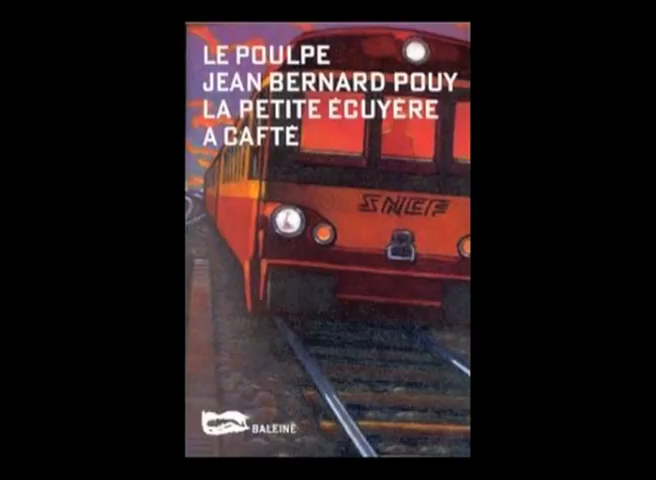 LE POULPE
JEAN BERNARD POUY
LA PETITE ÉCUYÈRE
A CAFTÉ
SNCF
BALEINE